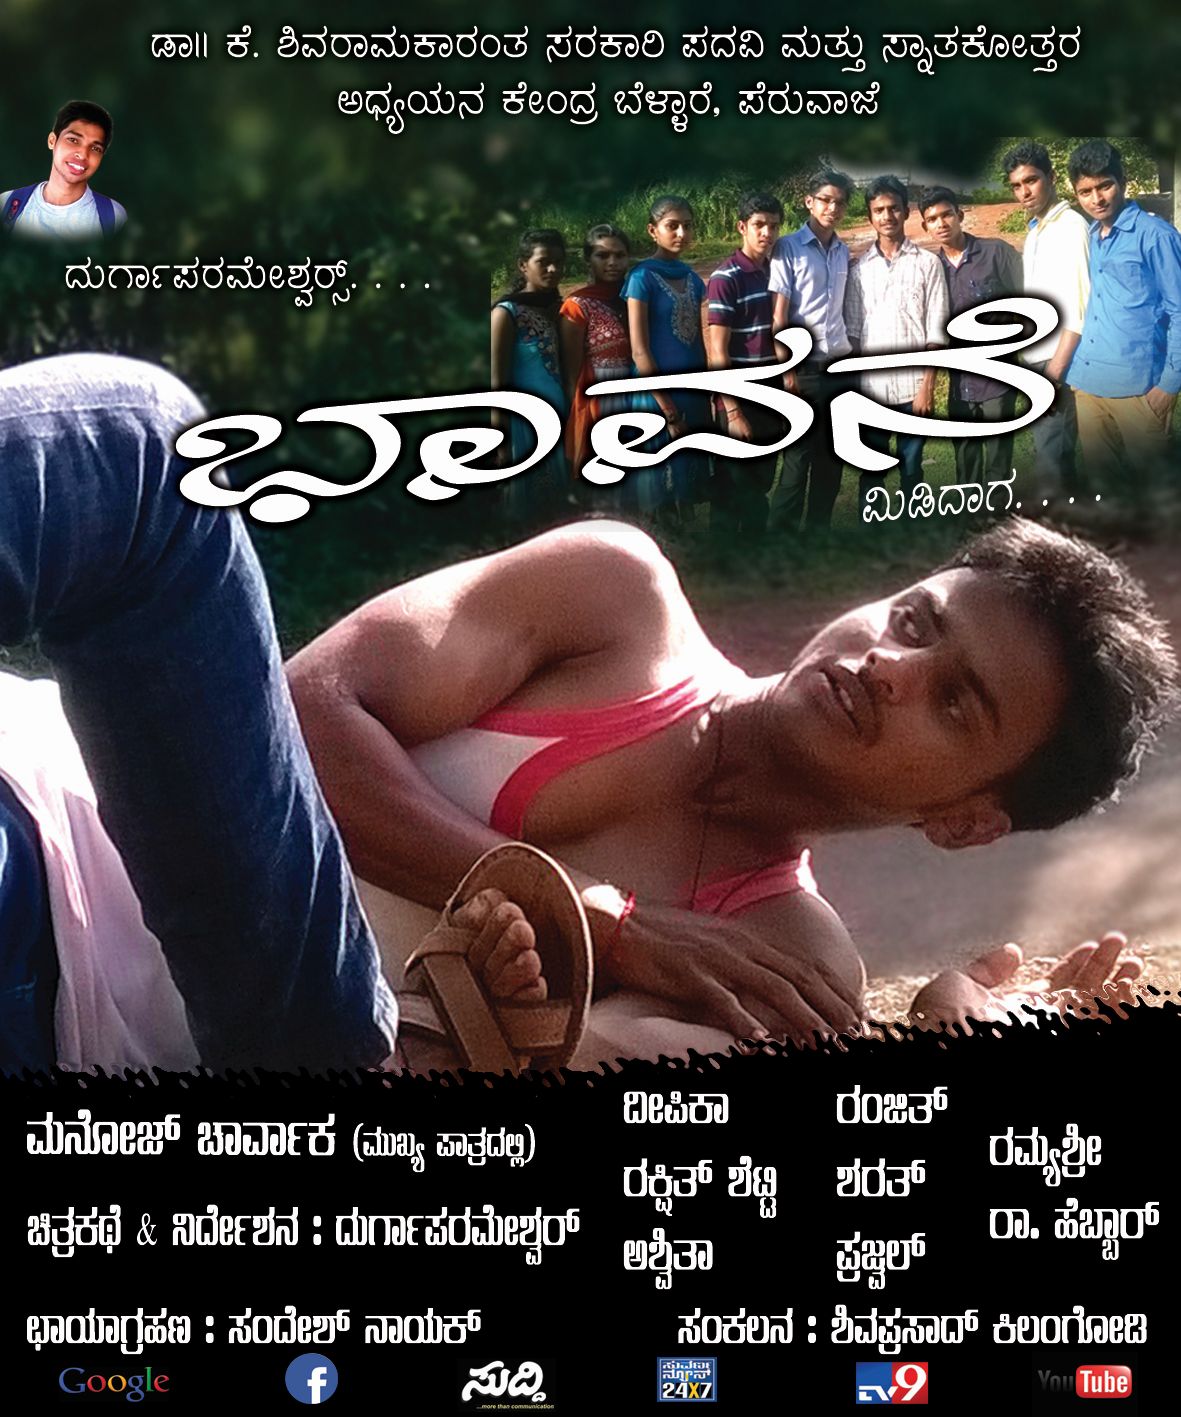 ಡಾ॥ ಕೆ. ಶಿವರಾಮಕಾರಂತ ಸರಕಾರಿ ಪದವಿ ಮತ್ತು ಸ್ನಾತಕೋತ್ತರ
ಅಧ್ಯಯನ ಕೇಂದ್ರ ಬೆಳ್ಳಾರೆ, ಪೆರುವಾಜೆ
ದುರ್ಗಾಪರಮೇಶ್ವರ್ಸ್. . . .
ಭಾವನೆ
ಮಿಡಿದಾಗ. . . .
ಮನೋಜ್ ಚಾರ್ವಾಕ (ಮುಖ್ಯ ಪಾತ್ರದಲ್ಲಿ)
ಚಿತ್ರಕಥೆ & ನಿರ್ದೇಶನ : ದುರ್ಗಾಪರಮೇಶ್ವರ್
ದೀಪಿಕಾ
ರಕ್ಷಿತ್ ಶೆಟ್ಟಿ
ಅಶ್ವಿತಾ
ರಂಜಿತ್
ಶರತ್
ಪ್ರಜ್ವಲ್
ರಮ್ಯಶ್ರೀ
ರಾ. ಹೆಬ್ಬಾರ್
ಛಾಯಾಗ್ರಹಣ : ಸಂದೇಶ್ ನಾಯಕ್
ಸಂಕಲನ : ಶಿವಪ್ರಸಾದ್ ಕಿಲಂಗೋಡಿ
Google
f
ಸುದ್ದಿ
...more than communication
ಸುವರ್ಣ
ನ್ಯೂಸ್
24X7
TV9
YouTube